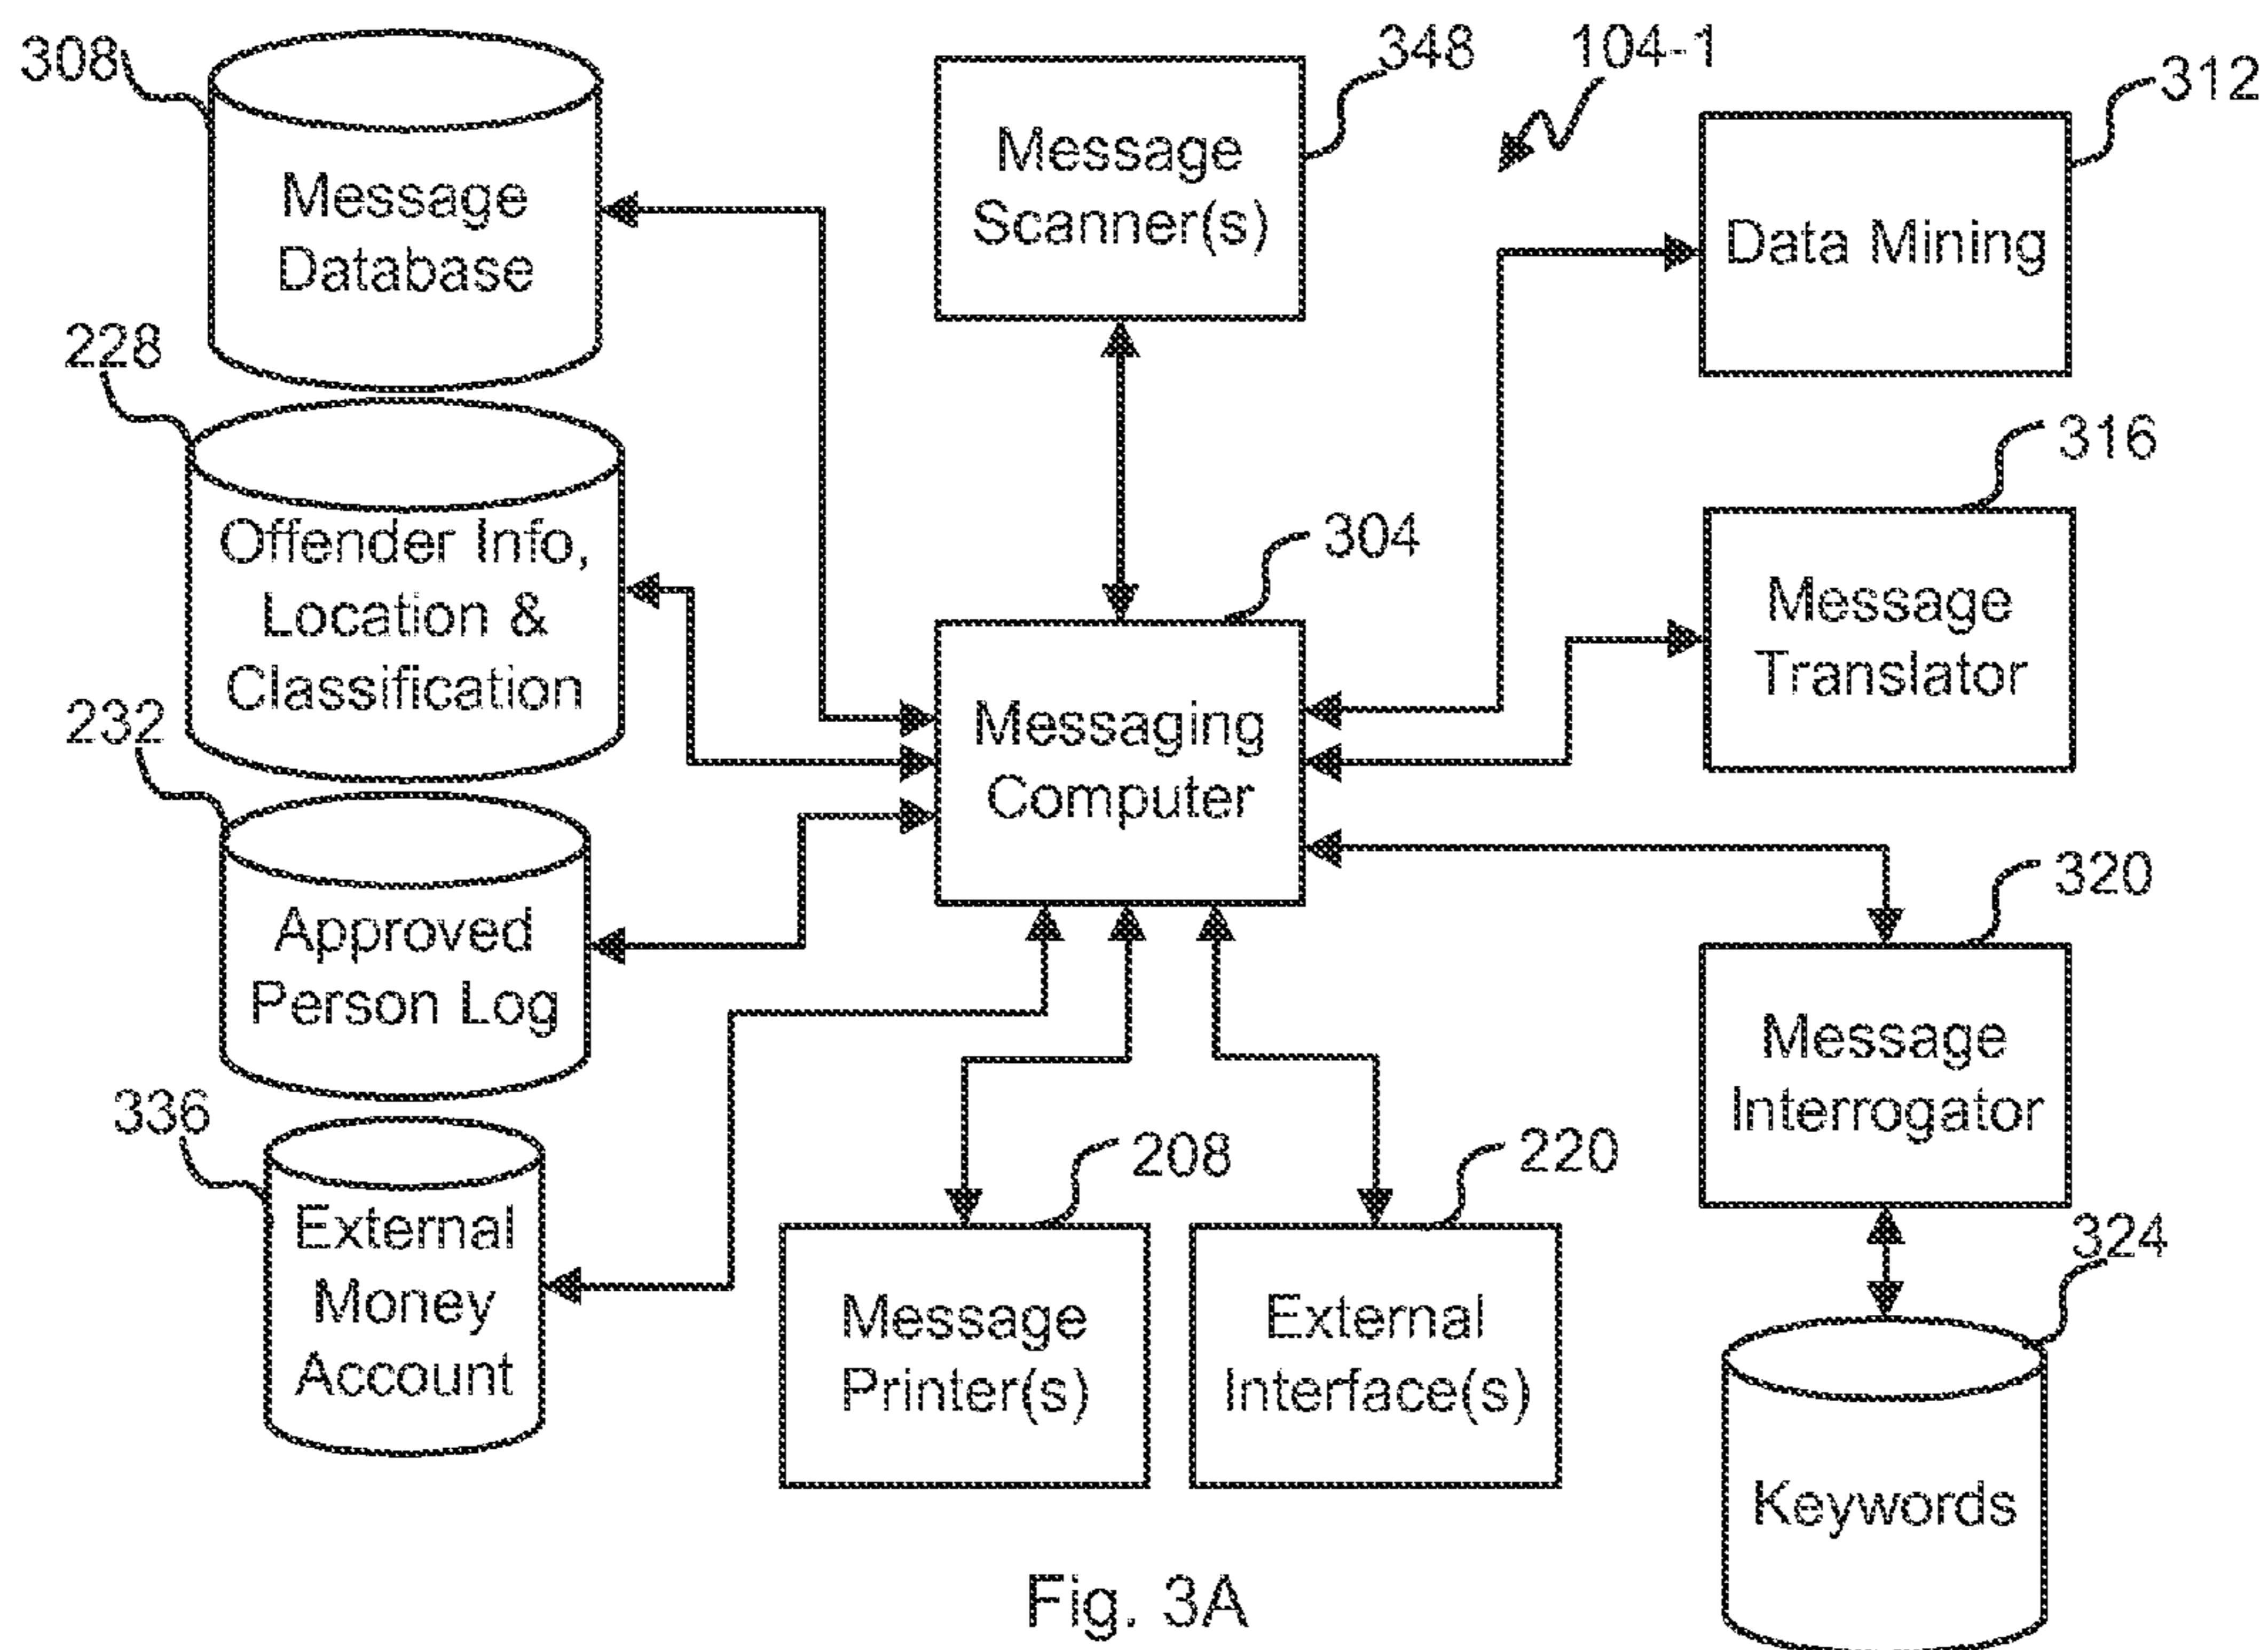 308
348
104-1
312
Message
Database
Message
Scanner(s)
Data Mining
228
316
Offender Info,
Location &
Classification
304
Message
Translator
232
Messaging
Computer
320
Approved
Person Log
Message
Interrogator
336
208
220
324
External
Money
Account
Message
Printer(s)
External
Interface(s)
Keywords
Fig. 3A